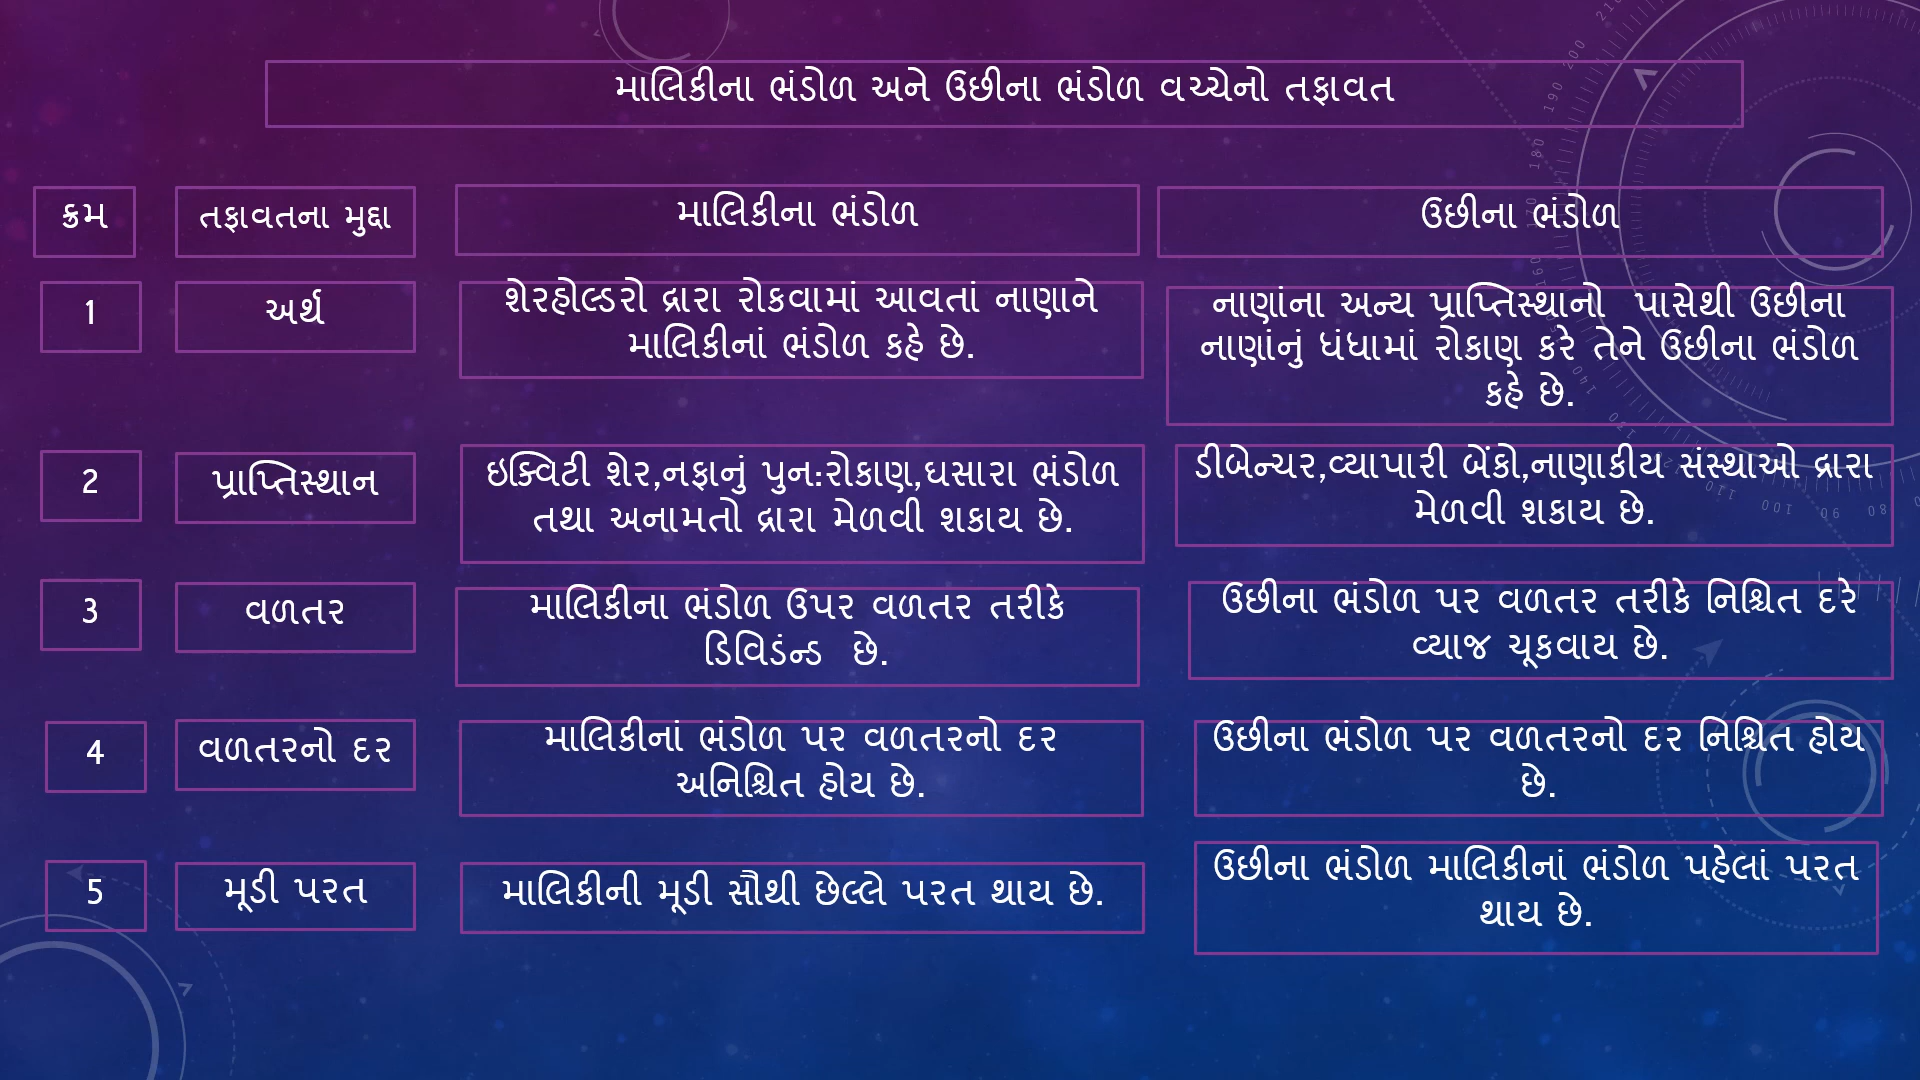 માલિકીના ભંડોળ અને ઉછીના ભંડોળ વચ્ચેનો તફાવત
ક્રમ
તફાવતના મુદ્દા
માલિકીના ભંડોળ
ઉછીના ભંડોળ
1
અર્થ
શેરહોલ્ડરો દ્રારા રોકવામાં આવતાં નાણાને
માલિકીનાં ભંડોળ કહે છે.
નાણાંના અન્ય પ્રાપ્તિસ્થાનો પાસેથી ઉછીના
નાણાંનું ધંધામાં રોકાણ કરે તેને ઉછીના ભંડોળ
કહે છે.
2
પ્રાપ્તિસ્થાન
ઇક્વિટી શેર,નફાનું પુન:રોકાણ,ઘસારા ભંડોળ
તથા અનામતો દ્રારા મેળવી શકાય છે.
ડીબેન્ચર,વ્યાપારી બેંકો,નાણાકીય સંસ્થાઓ દ્રારા
મેળવી શકાય છે.
3
વળતર
માલિકીના ભંડોળ ઉપર વળતર તરીકે
ડિવિડંન્ડ છે.
ઉછીના ભંડોળ પર વળતર તરીકે નિશ્ચિત દરે
વ્યાજ ચૂકવાય છે.
4
વળતરનો દર
માલિકીનાં ભંડોળ પર વળતરનો દર
અનિશ્ચિત હોય છે.
ઉછીના ભંડોળ પર વળતરનો દર નિશ્ચિત હોય
છે.
5
મૂડી પરત
માલિકીની મૂડી સૌથી છેલ્લે પરત થાય છે.
ઉછીના ભંડોળ માલિકીનાં ભંડોળ પહેલાં પરત
થાય છે.